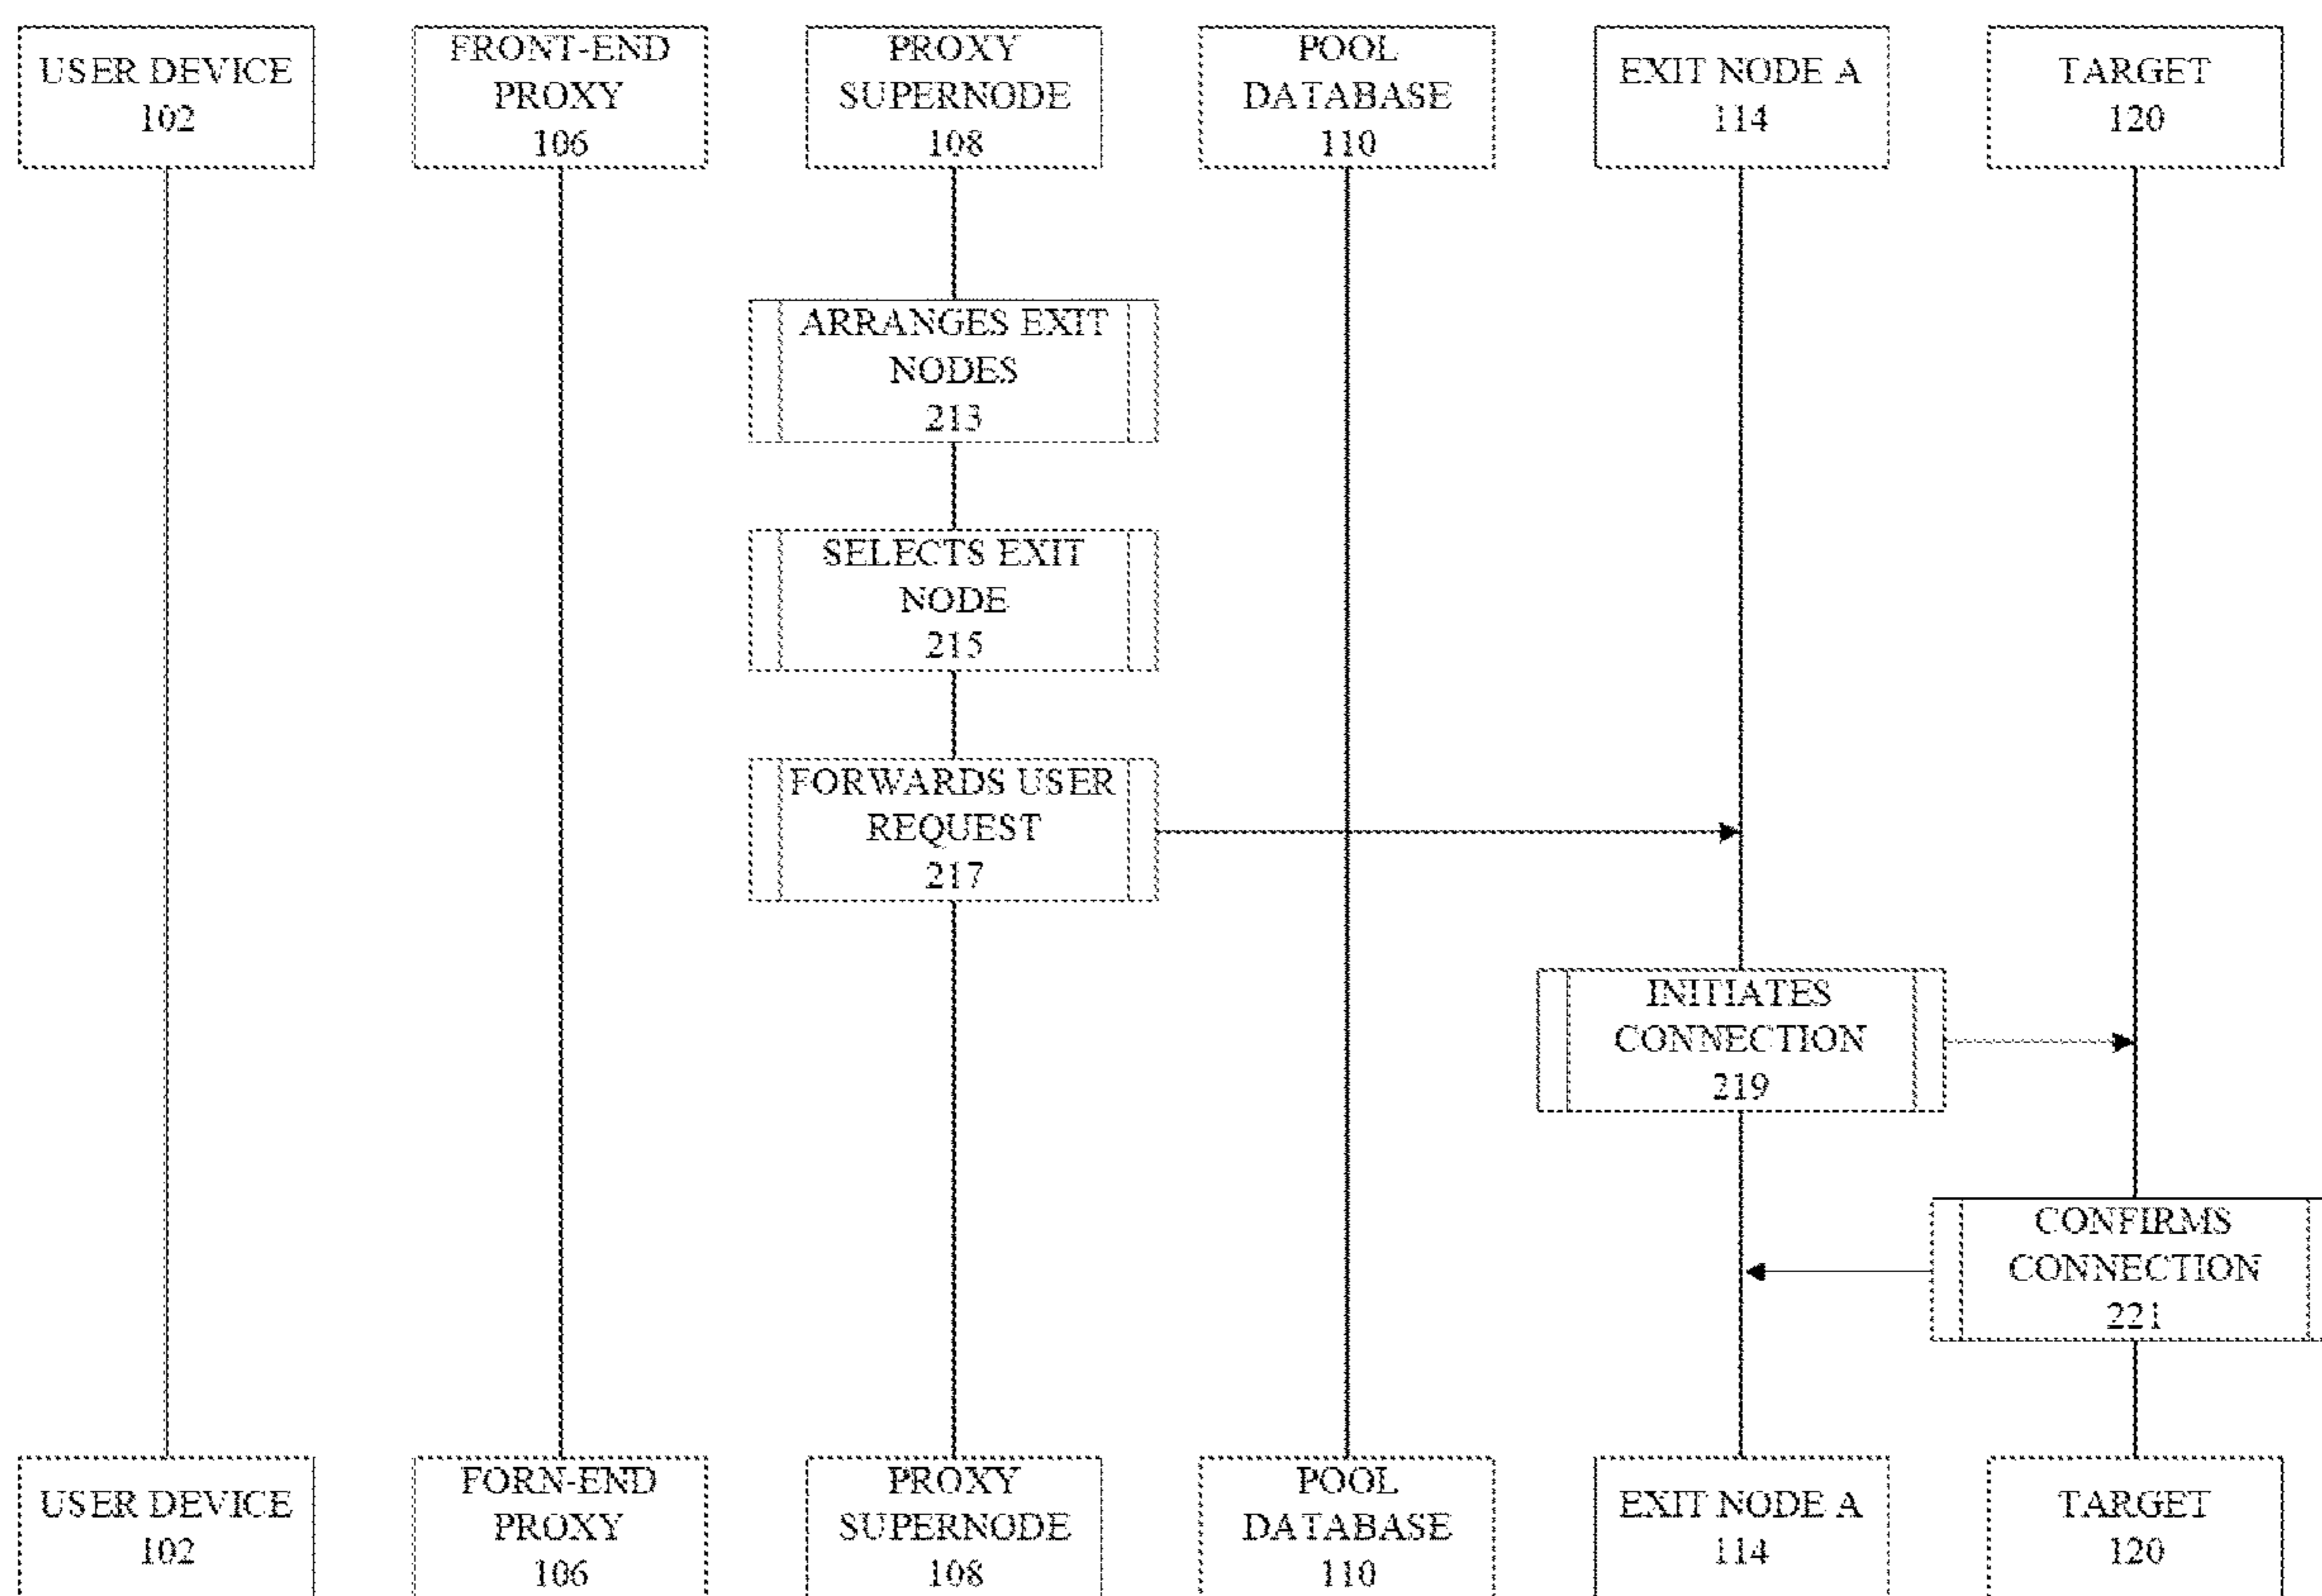 USER DEVICE
102
FRONT-END
PROXY
106
PROXY
SUPERNODE
108
POOL
DATABASE
110
EXIT NODE A
114
TARGET
120
ARRANGES EXIT
NODES
213
SELECTS EXIT
NODE
215
FORWARDS USER
REQUEST
217
INITIATES
CONNECTION
219
CONFIRMS
CONNECTION
221
USER DEVICE
102
FORN-END
PROXY
106
PROXY
SUPERNODE
108
POOL
DATABASE
110
EXIT NODE A
114
TARGET
120